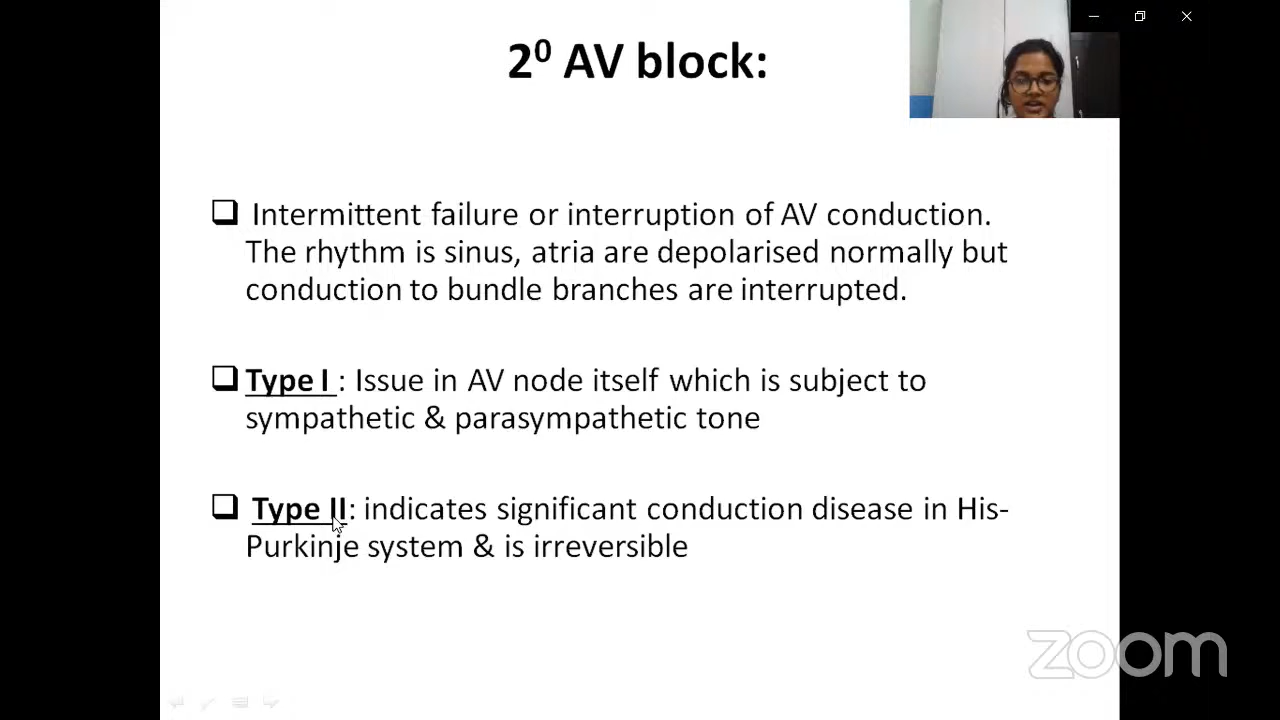 2⁰ AV block:
Intermittent failure or interruption of AV conduction.
The rhythm is sinus, atria are depolarised normally but
conduction to bundle branches are interrupted.
Type I : Issue in AV node itself which is subject to
sympathetic & parasympathetic tone
Type II: indicates significant conduction disease in His-
Purkinje system & is irreversible
zoom